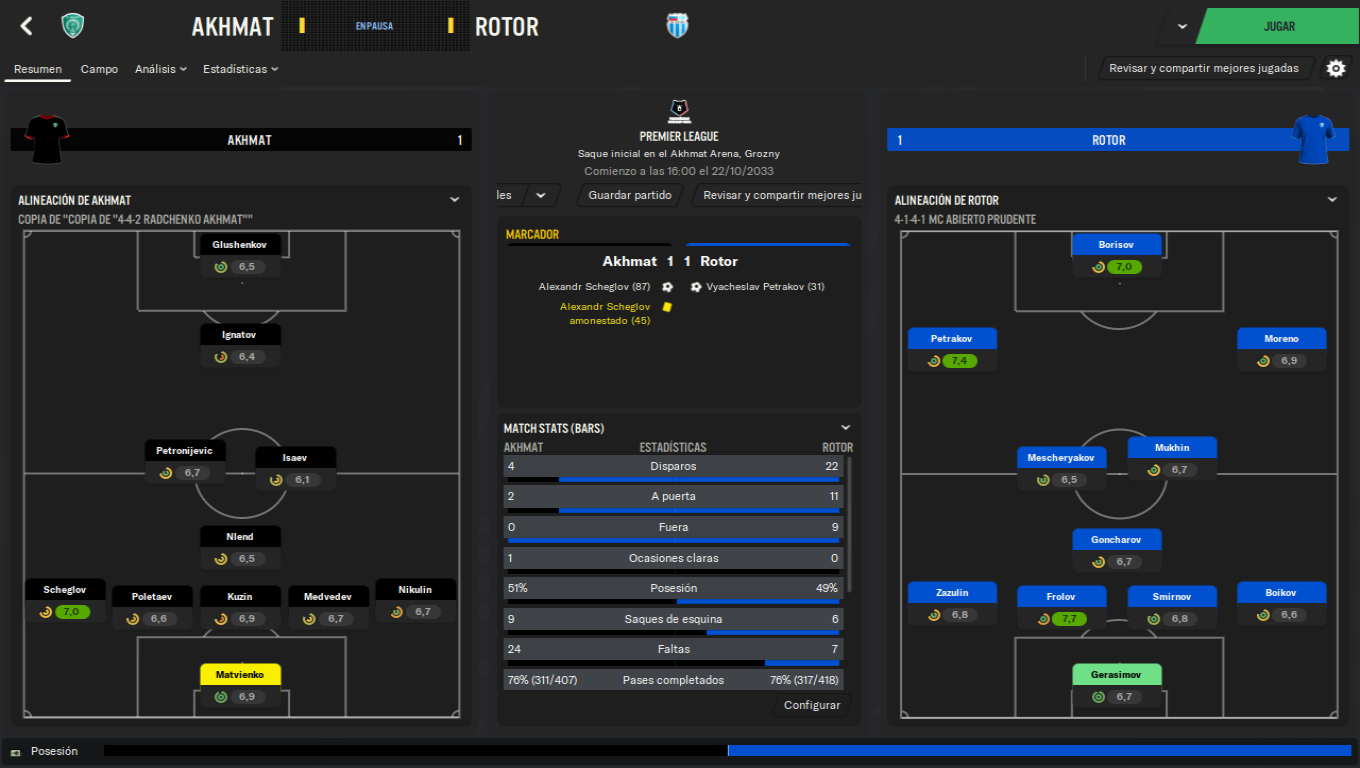 AKHMAT
EN PAUSA
ROTOR
JUGAR
Resumen
Campo
Análisis
Estadísticas
Revisar y compartir mejores jugadas
AKHMAT 1
PREMIER LEAGUE
Saque inicial en el Akhmat Arena, Grozny
Comienzo a las 16:00 el 22/10/2033
1 ROTOR
les
Guardar partido
Revisar y compartir mejores ju
ALINEACIÓN DE AKHMAT
COPIA DE "COPIA DE "4-4-2 RADCHENKO AKHMAT""
Glushenkov
6,5
Ignatov
6,4
Petronijevic
6,7
Isaev
6,1
Nlend
6,5
Scheglov
7,0
Poletaev
6,6
Kuzin
6,9
Medvedev
6,7
Nikulin
6,7
Matvienko
6,9
MARCADOR
Akhmat 1 1 Rotor
Alexandr Scheglov (87)
Vyacheslav Petrakov (31)
Alexandr Scheglov
amonestado (45)
MATCH STATS (BARS)
AKHMAT ESTADÍSTICAS ROTOR
4 Disparos 22
2 A puerta 11
0 Fuera 9
1 Ocasiones claras 0
51% Posesión 49%
9 Saques de esquina 6
24 Faltas 7
76% (311/407) Pases completados 76% (317/418)
Configurar
ALINEACIÓN DE ROTOR
4-1-4-1 MC ABIERTO PRUDENTE
Borisov
7,0
Petrakov
7,4
Moreno
6,9
Mescheryakov
6,5
Mukhin
6,7
Goncharov
6,7
Zazulin
6,8
Frolov
7,7
Smirnov
6,8
Boikov
6,6
Gerasimov
6,7
Posesión